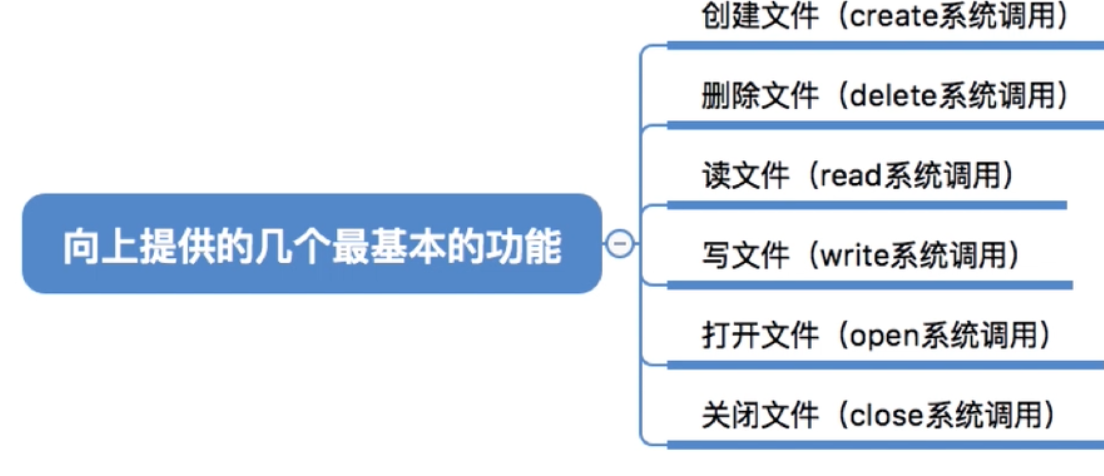 向上提供的几个最基本的功能
创建文件（create系统调用）
删除文件（delete系统调用）
读文件（read系统调用）
写文件（write系统调用）
打开文件（open系统调用）
关闭文件（close系统调用）